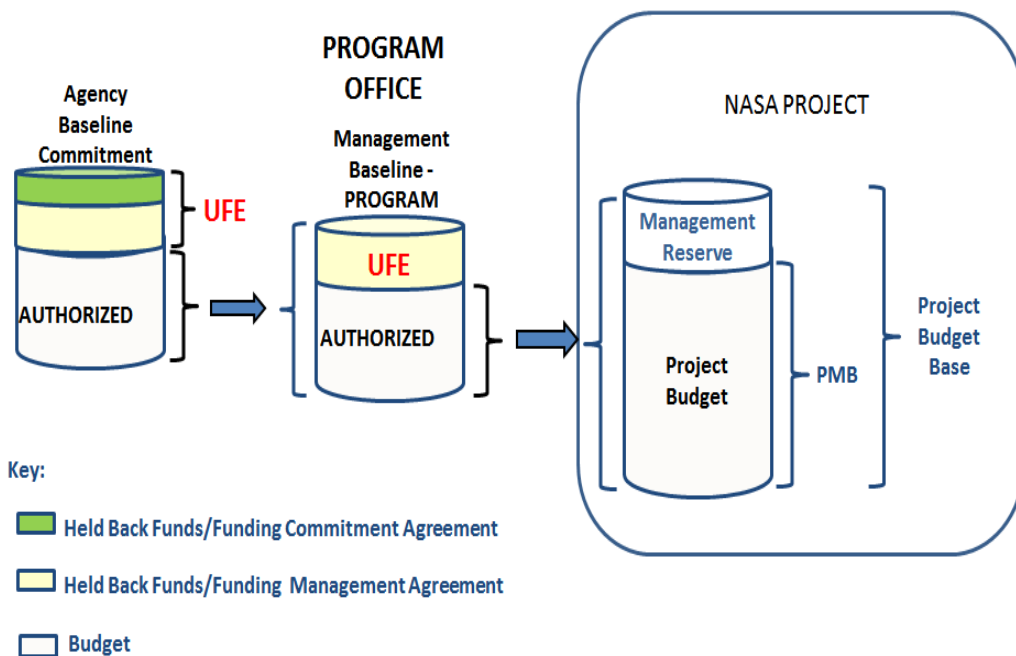 Agency
Baseline
Commitment
UFE
AUTHORIZED
PROGRAM
OFFICE
Management
Baseline -
PROGRAM
UFE
AUTHORIZED
NASA PROJECT
Management
Reserve
Project
Budget
PMB
Project
Budget
Base
Key:
Held Back Funds/Funding Commitment Agreement
Held Back Funds/Funding Management Agreement
Budget